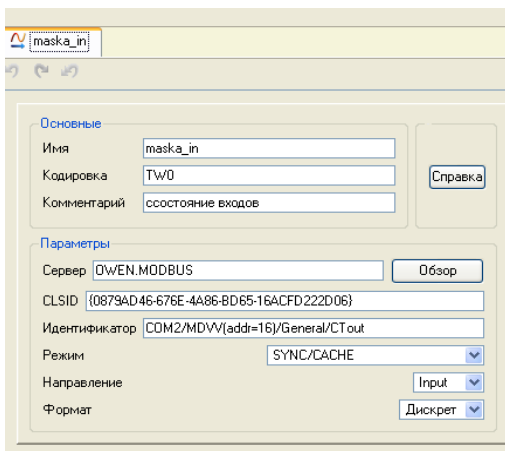 maska_in
Основные
Имя maska_in
Кодировка TW0
Комментарий ссостояние входов
Справка
Параметры
Сервер OWEN.MODBUS Обзор
CLSID {0879AD46-676E-4A86-BD65-16ACFD222D06}
Идентификатор COM2/MDVV(addr=16)/General/CTout
Режим SYNC/CACHE
Направление Input
Формат Дискрет